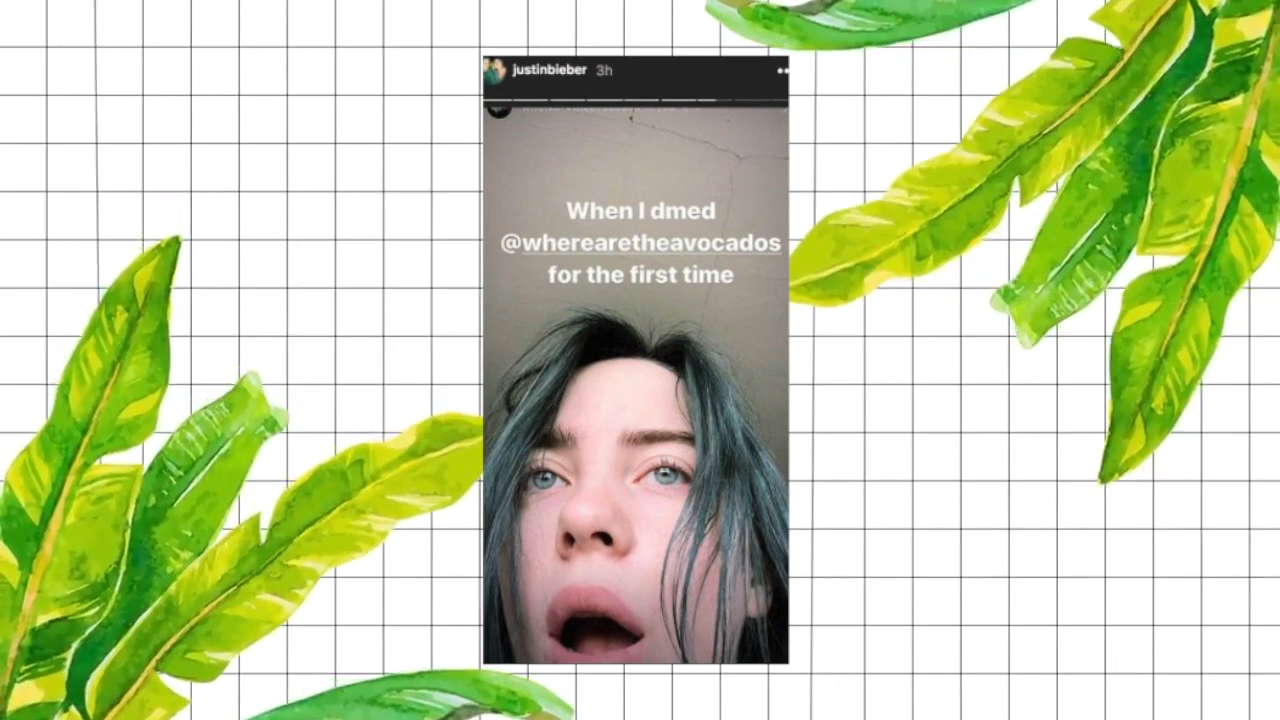 justinbieber 3h
When I dmed
@wherearetheavocados
for the first time